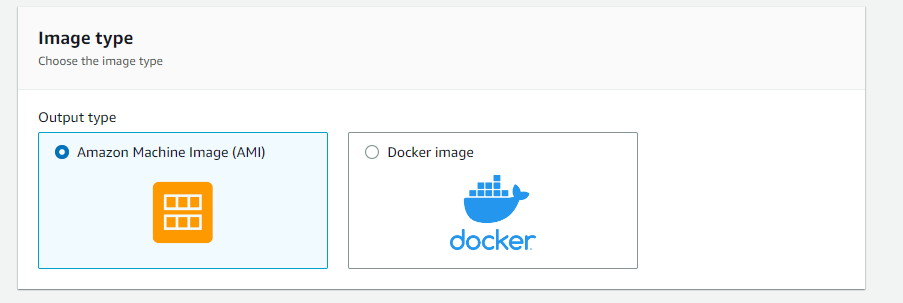 Image type
Choose the image type
Output type
Amazon Machine Image (AMI)
Docker image
docker